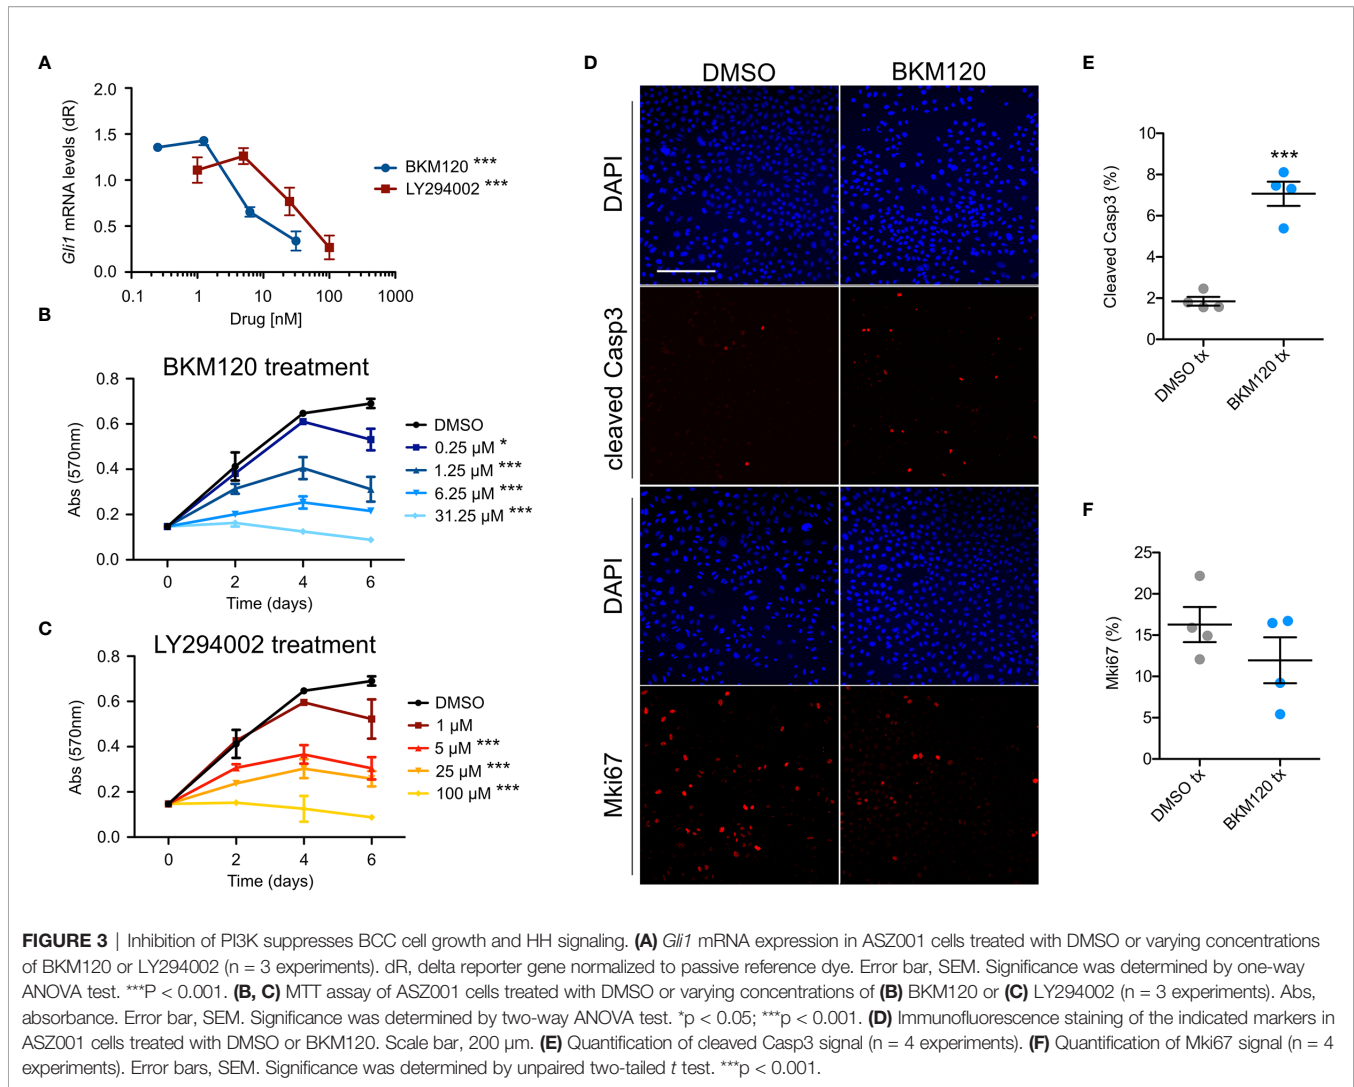 A
2.0
1.5
1.0
0.5
0.0
Gli1 mRNA levels (dR)
0.1 1 10 100 1000
Drug [nM]
BKM120 ***
LY294002 ***
B
BKM120 treatment
0.8
0.6
0.4
0.2
0.0
Abs (570nm)
0 2 4 6
Time (days)
DMSO
0.25 µM *
1.25 µM ***
6.25 µM ***
31.25 µM ***
C
LY294002 treatment
0.8
0.6
0.4
0.2
0.0
Abs (570nm)
0 2 4 6
Time (days)
DMSO
1 µM
5 µM ***
25 µM ***
100 µM ***
D
DMSO BKM120
DAPI
cleaved Casp3
DAPI
Mki67
E
10
8
6
4
2
0
Cleaved Casp3 (%)
***
DMSO tx
BKM120 tx
F
25
20
15
10
5
0
Mki67 (%)
DMSO tx
BKM120 tx
FIGURE 3 | Inhibition of PI3K suppresses BCC cell growth and HH signaling. (A) Gli1 mRNA expression in ASZ001 cells treated with DMSO or varying concentrations
of BKM120 or LY294002 (n = 3 experiments). dR, delta reporter gene normalized to passive reference dye. Error bar, SEM. Significance was determined by one-way
ANOVA test. ***P < 0.001. (B, C) MTT assay of ASZ001 cells treated with DMSO or varying concentrations of (B) BKM120 or (C) LY294002 (n = 3 experiments). Abs,
absorbance. Error bar, SEM. Significance was determined by two-way ANOVA test. *p < 0.05; ***p < 0.001. (D) Immunofluorescence staining of the indicated markers in
ASZ001 cells treated with DMSO or BKM120. Scale bar, 200 µm. (E) Quantification of cleaved Casp3 signal (n = 4 experiments). (F) Quantification of Mki67 signal (n = 4
experiments). Error bars, SEM. Significance was determined by unpaired two-tailed t test. ***p < 0.001.